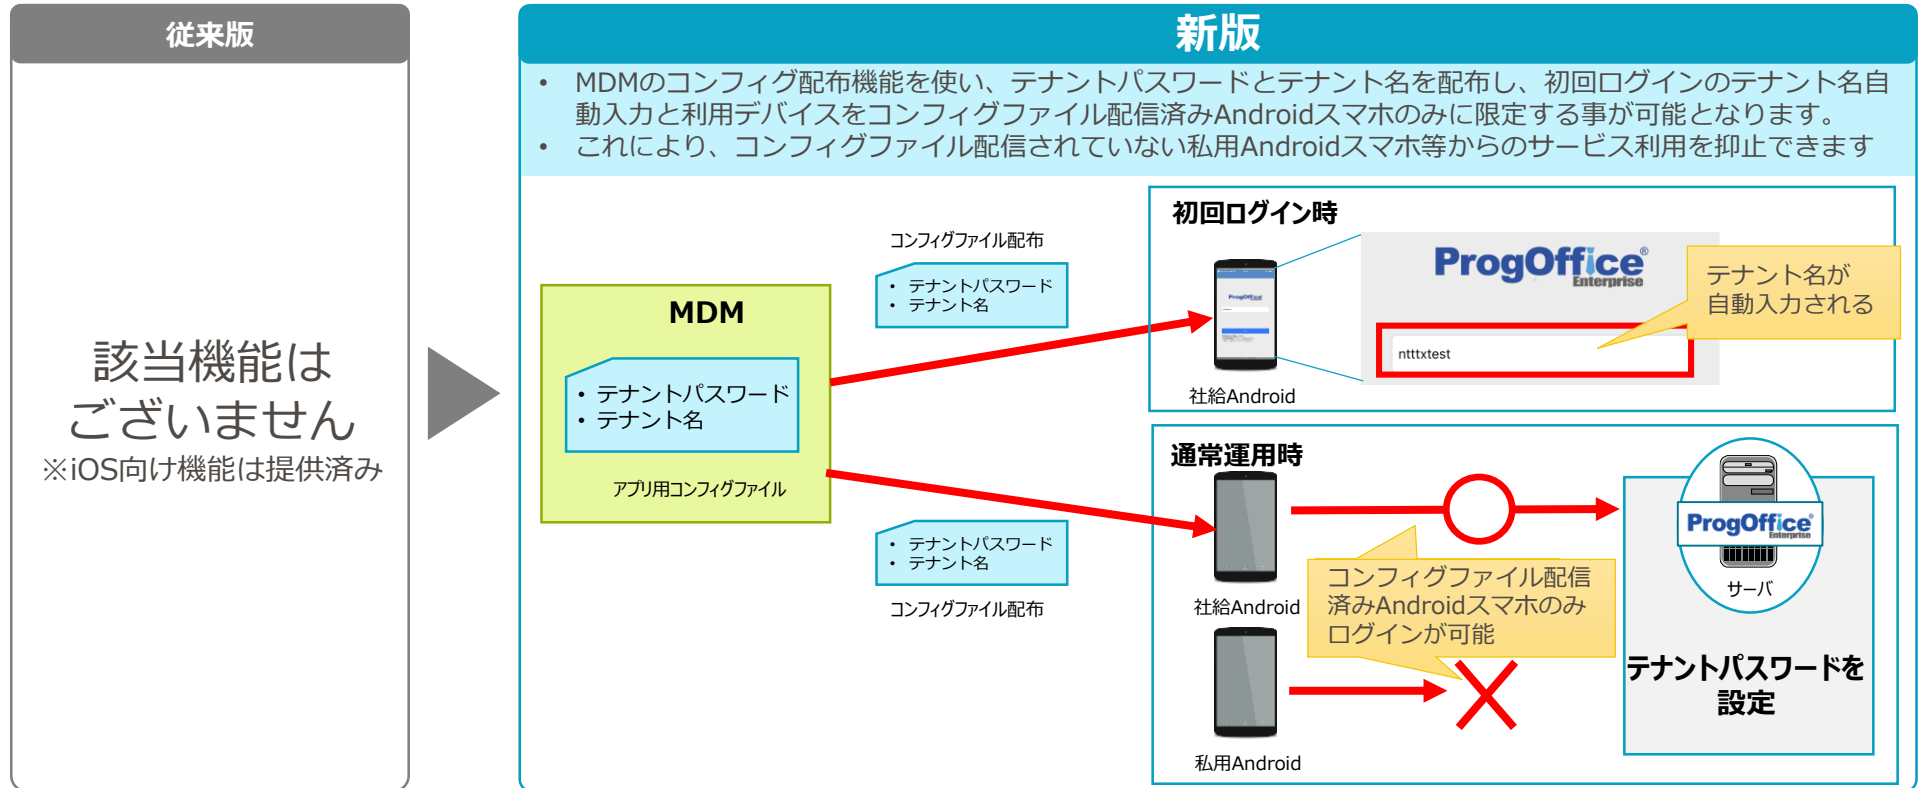 従来版
該当機能は
ございません
※iOS向け機能は提供済み
新版
• MDMのコンフィグ配布機能を使い、テナントパスワードとテナント名を配布し、初回ログインのテナント名自
動入力と利用デバイスをコンフィグファイル配信済みAndroidスマホのみに限定する事が可能となります。
• これにより、コンフィグファイル配信されていない私用Androidスマホ等からのサービス利用を抑止できます
MDM
• テナントパスワード
• テナント名
アプリ用コンフィグファイル
コンフィグファイル配布
• テナントパスワード
• テナント名
• テナントパスワード
• テナント名
コンフィグファイル配布
初回ログイン時
ProgOffice
社給Android
ProgOffice®
Enterprise
ntttxtest
テナント名が
自動入力される
通常運用時
社給Android
コンフィグファイル配信
済みAndroidスマホのみ
ログインが可能
私用Android
ProgOffice®
Enterprise
サーバ
テナントパスワードを
設定